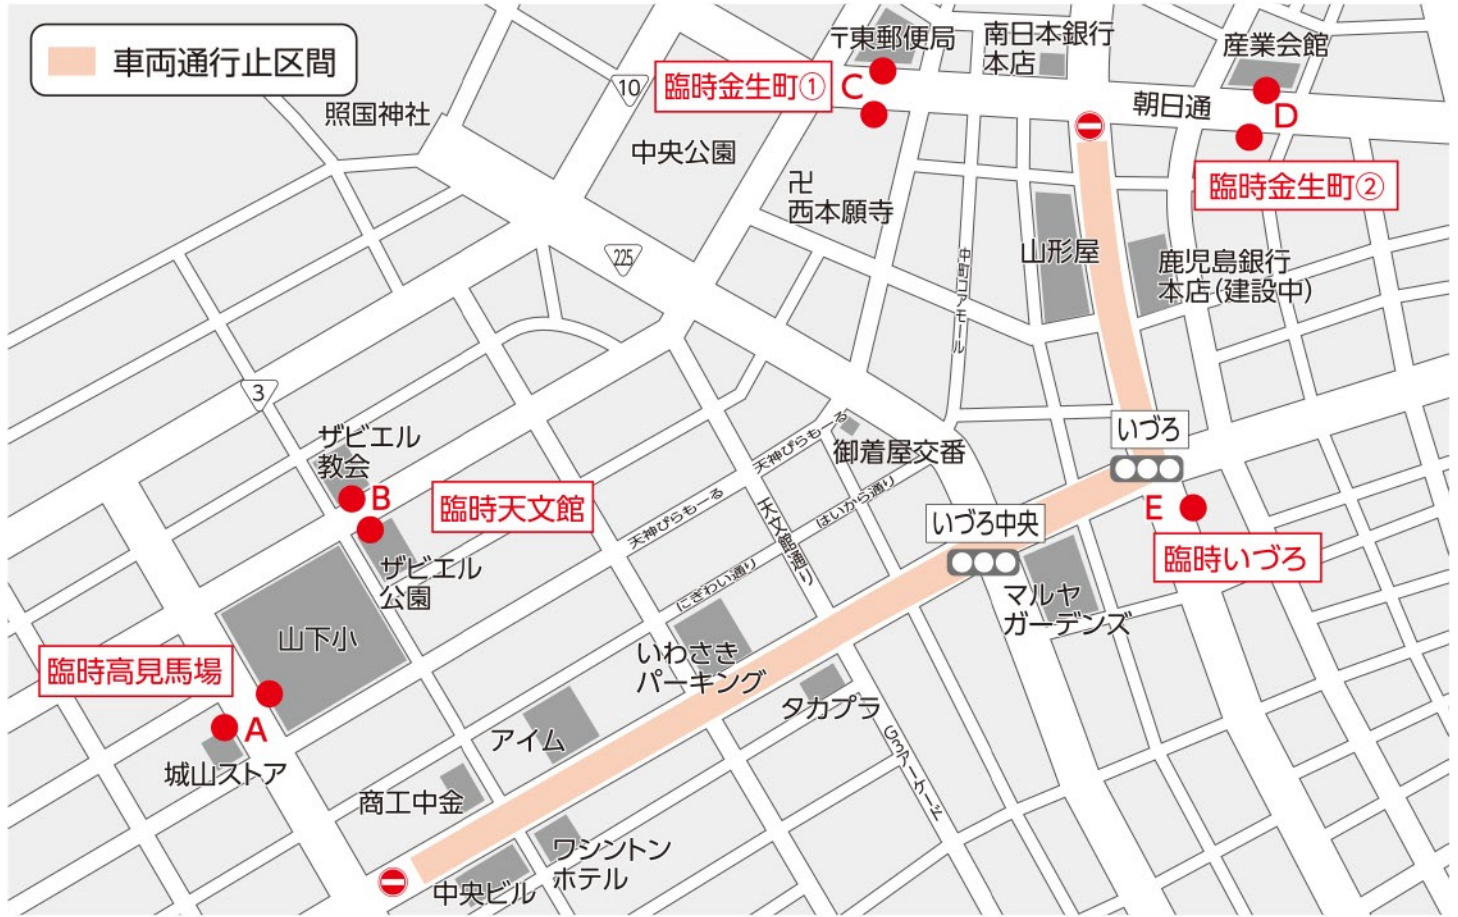 車両通行止区間
〒東郵便局
南日本銀行
本店
産業会館
臨時金生町①
C
朝日通
D
臨時金生町②
10
照国神社
中央公園
卍
西本願寺
225
中町コアモール
山形屋
鹿児島銀行
本店(建設中)
3
ザビエル
教会
B
臨時天文館
ザビエル
公園
天神ぴらもーる
天神ぴらもーる
御着屋交番
はいから通り
にぎわい通り
天文館通り
いづろ
いづろ中央
E
臨時いづろ
マルヤ
ガーデンズ
山下小
臨時高見馬場
A
城山ストア
いわさき
パーキング
タカプラ
G3アーケード
アイム
商工中金
ワシントン
ホテル
中央ビル